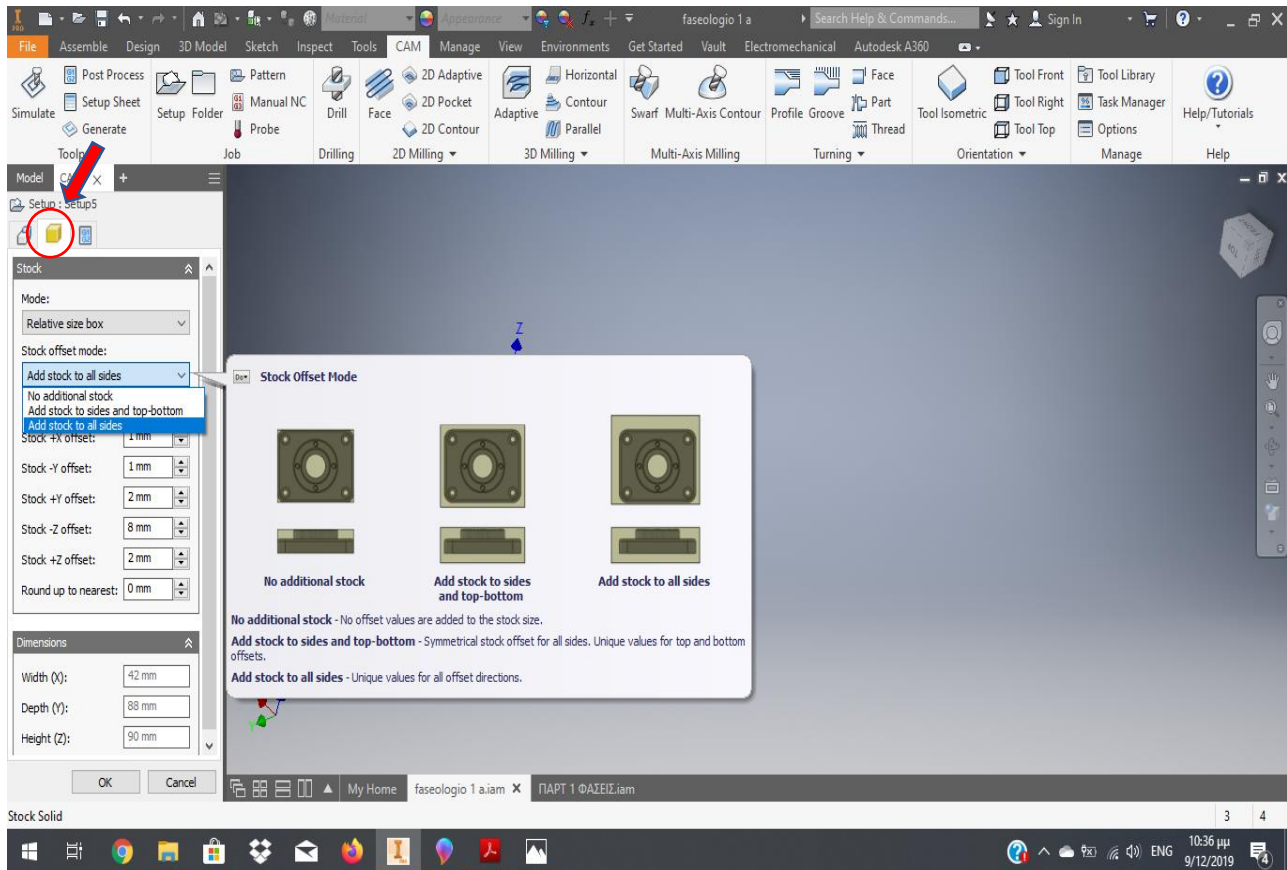 PRO
Material
Appearance
faseologio 1 a
Search Help & Commands...
Sign In
File Assemble Design 3D Model Sketch Inspect Tools CAM Manage View Environments Get Started Vault Electromechanical Autodesk A360
Simulate
Post Process
Setup Sheet
Generate
Setup Folder
Pattern
Manual NC
Probe
Drill
Face
2D Adaptive
2D Pocket
2D Contour
Adaptive
Horizontal
Contour
Parallel
Swarf Multi-Axis Contour
Profile Groove
Face
Part
Thread
Tool Isometric
Tool Front
Tool Right
Tool Top
Tool Library
Task Manager
Options
Help/Tutorials
Job Drilling 2D Milling 3D Milling Multi-Axis Milling Turning Orientation Manage Help
Model
Setup : Setup5
Stock
Mode:
Relative size box
Stock offset mode:
Add stock to all sides
No additional stock
Add stock to sides and top-bottom
Add stock to all sides
Stock +X offset: 1 mm
Stock -Y offset: 1 mm
Stock +Y offset: 2 mm
Stock -Z offset: 8 mm
Stock +Z offset: 2 mm
Round up to nearest: 0 mm
Dimensions
Width (X): 42 mm
Depth (Y): 88 mm
Height (Z): 90 mm
OK Cancel
Z
Stock Offset Mode
No additional stock
Add stock to sides
and top-bottom
Add stock to all sides
No additional stock - No offset values are added to the stock size.
Add stock to sides and top-bottom - Symmetrical stock offset for all sides. Unique values for top and bottom
offsets.
Add stock to all sides - Unique values for all offset directions.
My Home faseologio 1 a.iam ΠΑΡΤ 1 ΦΑΣΕΙΣ.iam
Stock Solid
3 4
ENG
10:36 μμ
9/12/2019